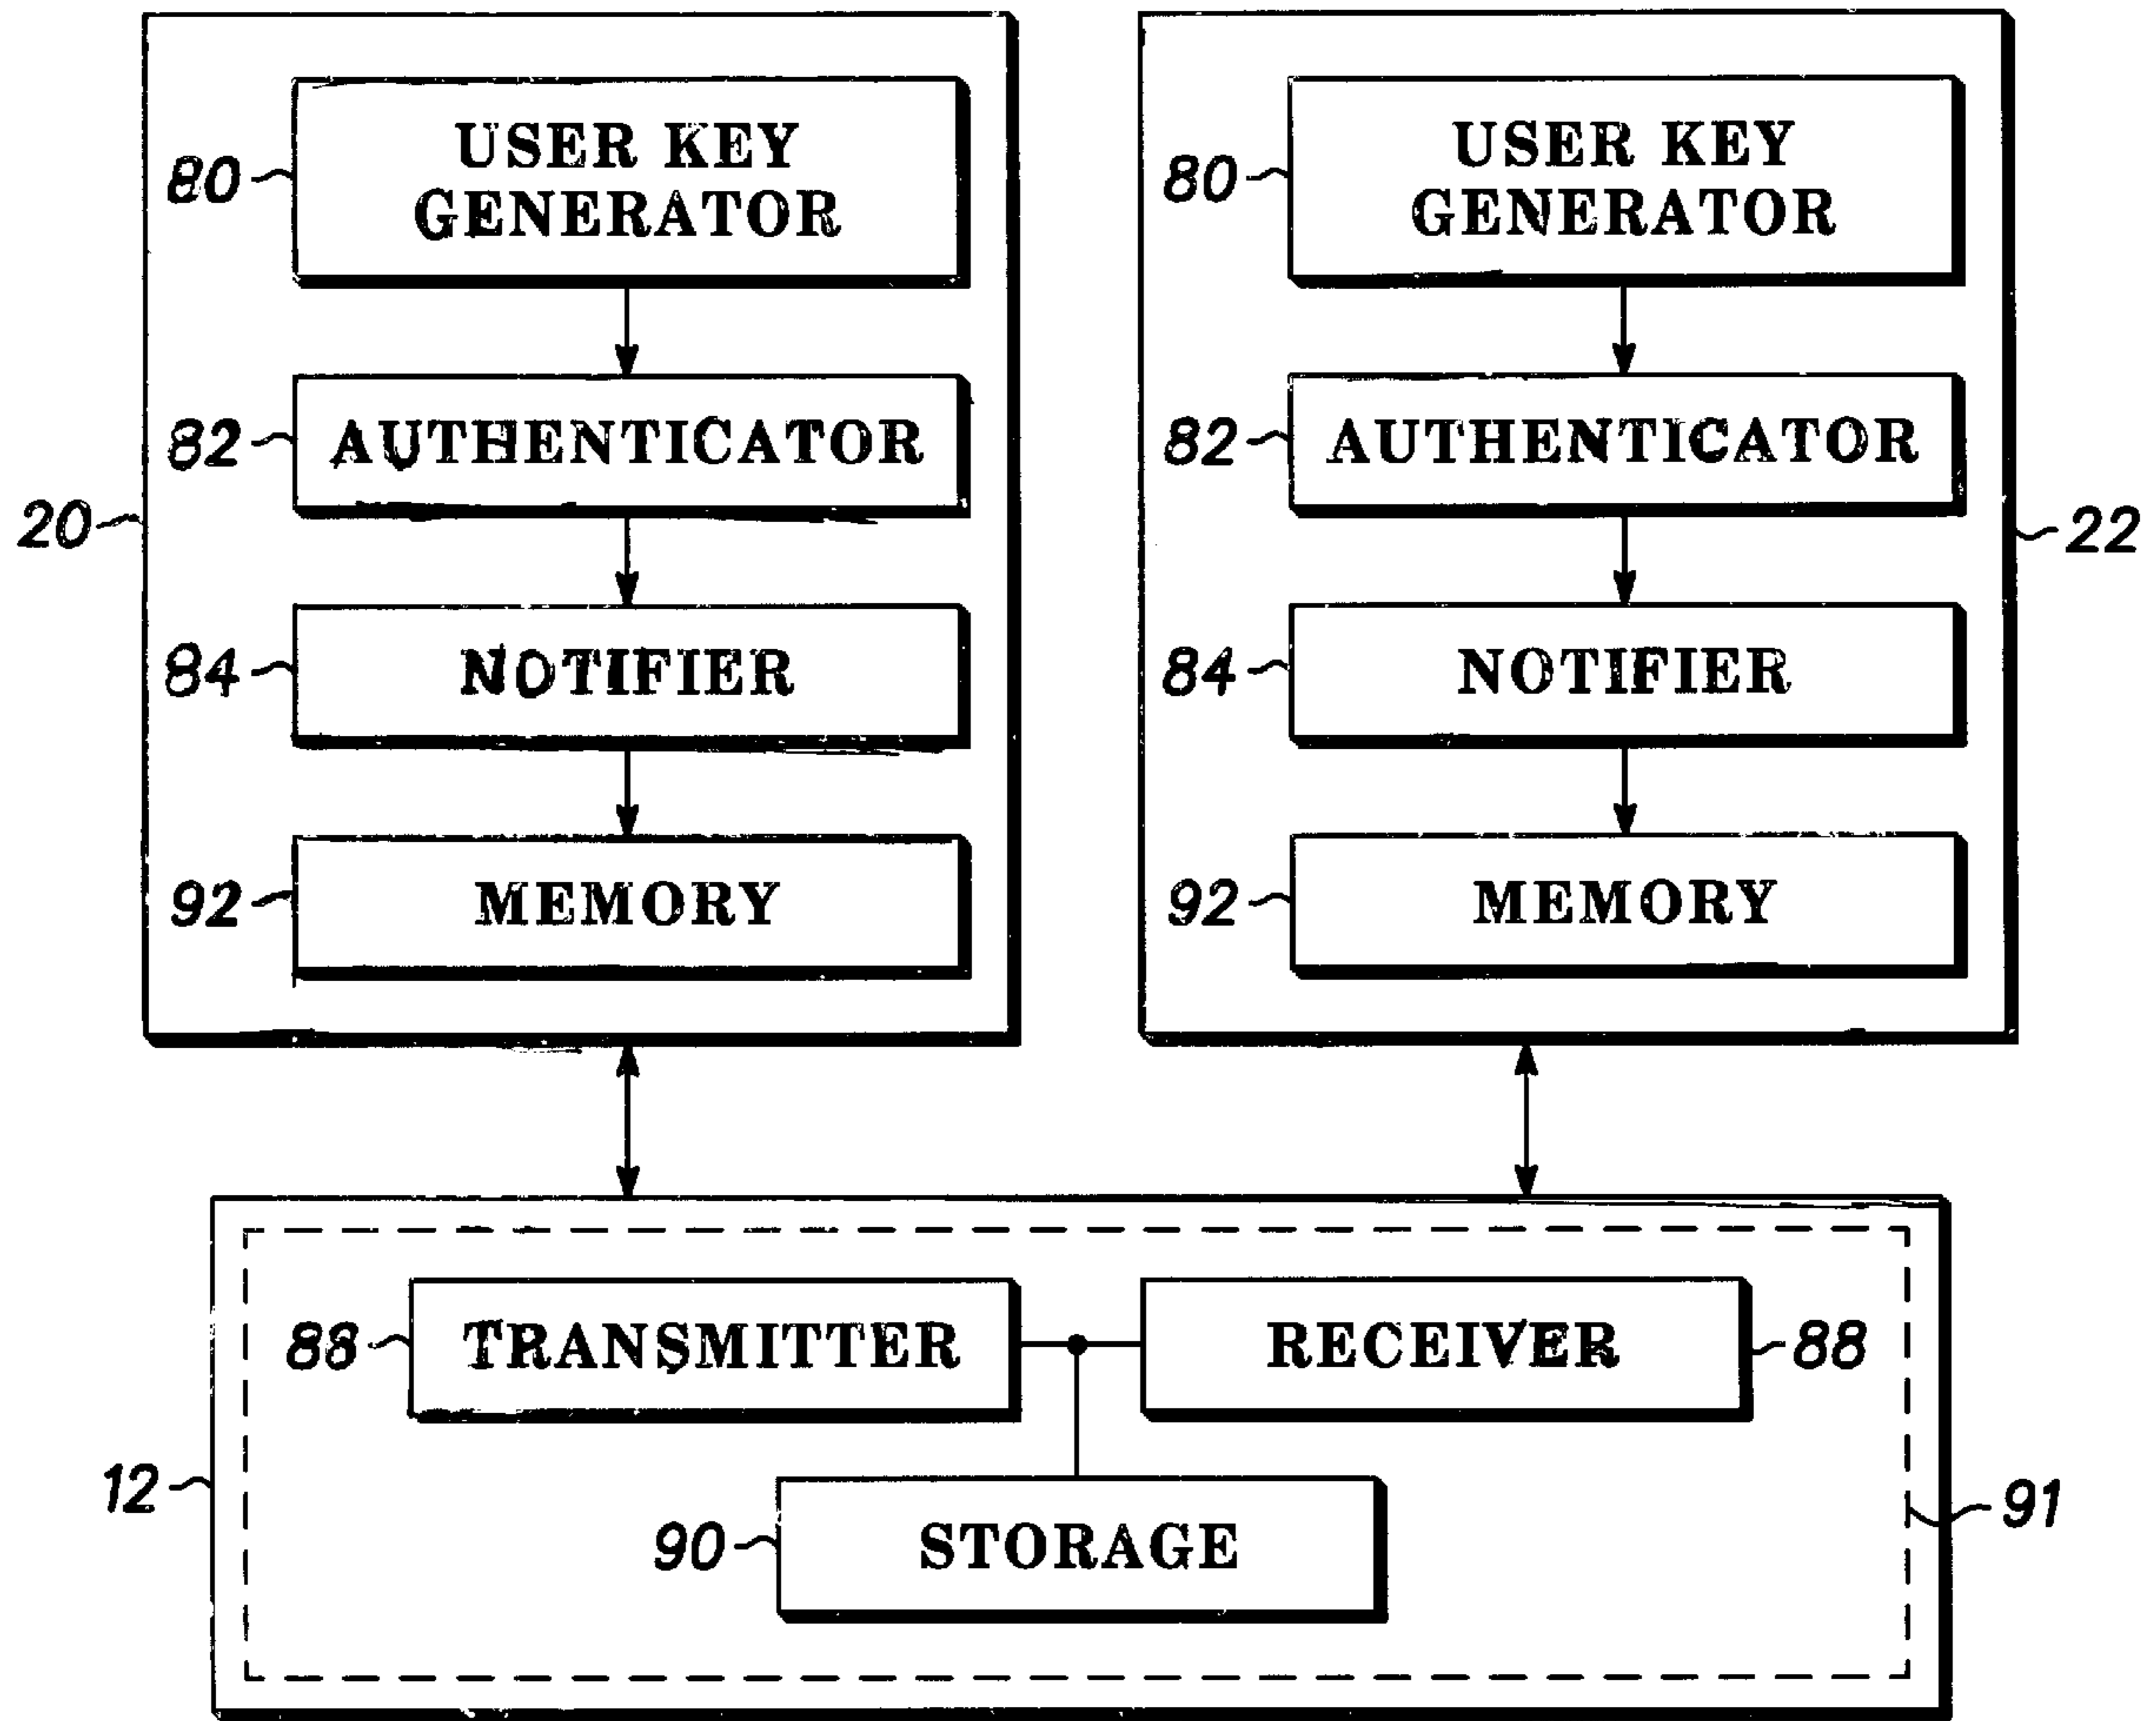 80
USER KEY
GENERATOR
82
AUTHENTICATOR
20
84
NOTIFIER
92
MEMORY
80
USER KEY
GENERATOR
82
AUTHENTICATOR
22
84
NOTIFIER
92
MEMORY
88
TRANSMITTER
RECEIVER
88
12
90
STORAGE
91